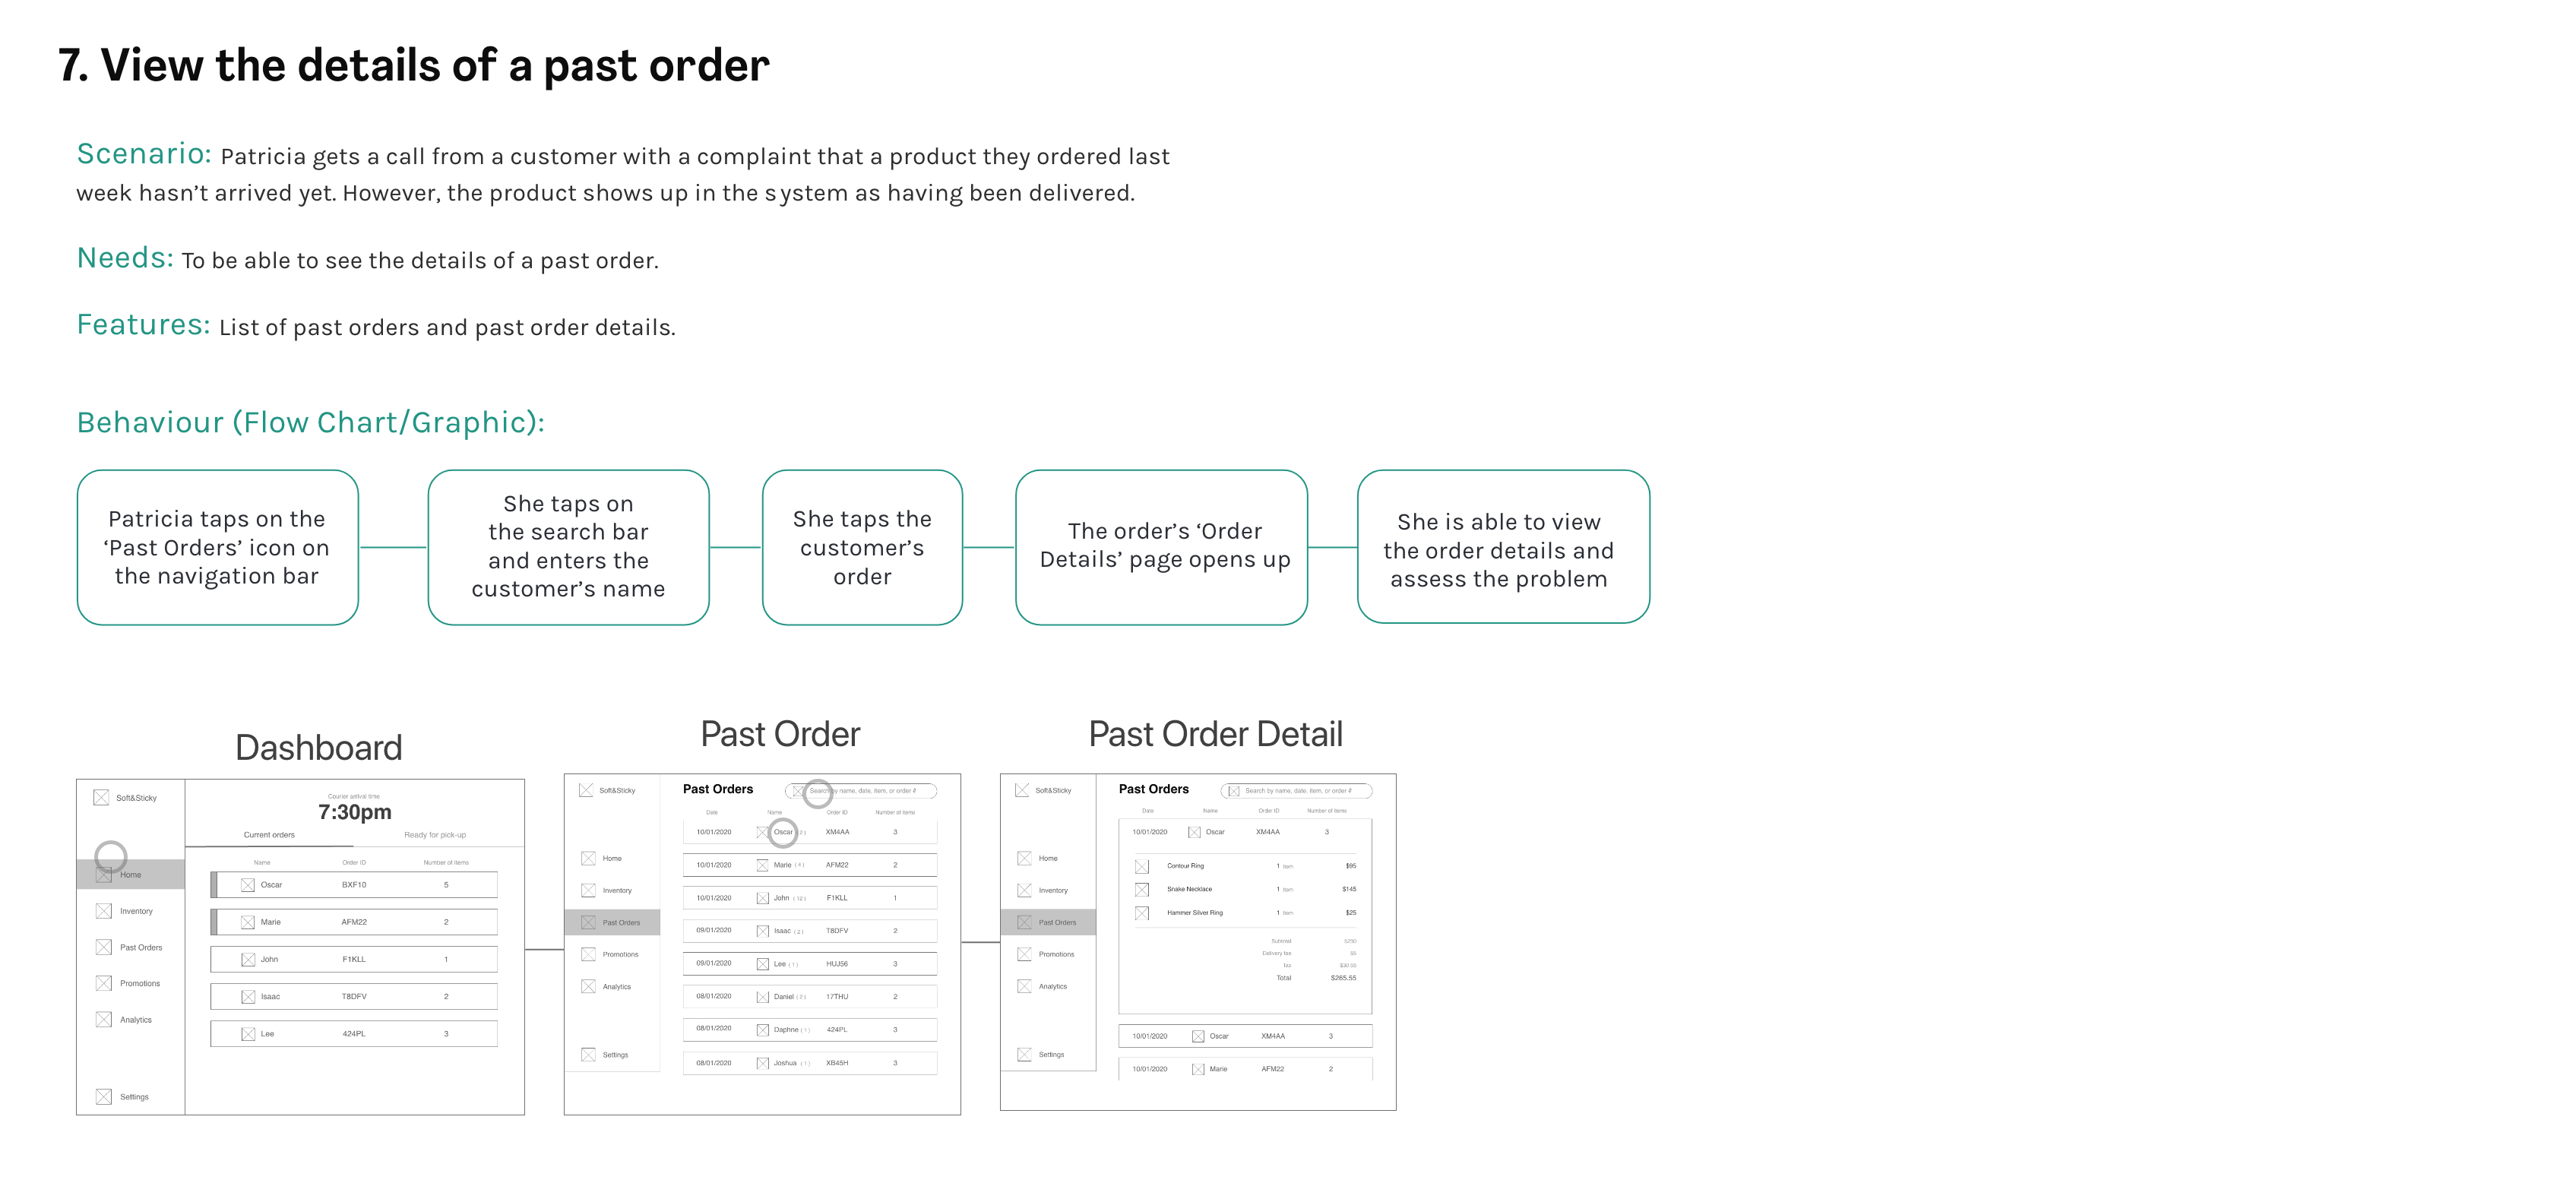 7. View the details of a past order
Scenario: Patricia gets a call from a customer with a complaint that a product they ordered last
week hasn't arrived yet. However, the product shows up in the system as having been delivered.
Needs: To be able to see the details of a past order.
Features: List of past orders and past order details.
Behaviour (Flow Chart/Graphic):
Patricia taps on the
‘Past Orders’ icon on
the navigation bar
She taps on
the search bar
and enters the
customer’s name
She taps the
customer’s
order
The order’s ‘Order
Details’ page opens up
She is able to view
the order details and
assess the problem
Dashboard
Soft&Sticky
Home
Inventory
Past Orders
Promotions
Analytics
Settings
Courier arrival time
7:30pm
Current orders Ready for pick-up
Name Order ID Number of items
Oscar BXF10 5
Marie AFM22 2
John F1KLL 1
Isaac T8DFV 2
Lee 424PL 3
Past Order
Soft&Sticky
Home
Inventory
Past Orders
Promotions
Analytics
Settings
Past Orders
Search by name, date, item, or order #
Date Name Order ID Number of items
10/01/2020 Oscar (2) XM4AA 3
10/01/2020 Marie (4) AFM22 2
10/01/2020 John (12) F1KLL 1
09/01/2020 Isaac (2) T8DFV 2
09/01/2020 Lee (1) HUJ56 3
08/01/2020 Daniel (2) 17THU 2
08/01/2020 Daphne (1) 424PL 3
08/01/2020 Joshua (1) XB45H 3
Past Order Detail
Soft&Sticky
Home
Inventory
Past Orders
Promotions
Analytics
Settings
Past Orders
Search by name, date, item, or order #
Date Name Order ID Number of items
10/01/2020 Oscar XM4AA 3
Contour Ring 1 item $95
Snake Necklace 1 item $145
Hammer Silver Ring 1 item $25
Subtotal
Delivery fee $5
Tax $30.55
Total $265.55
10/01/2020 Oscar XM4AA 3
10/01/2020 Marie AFM22 2